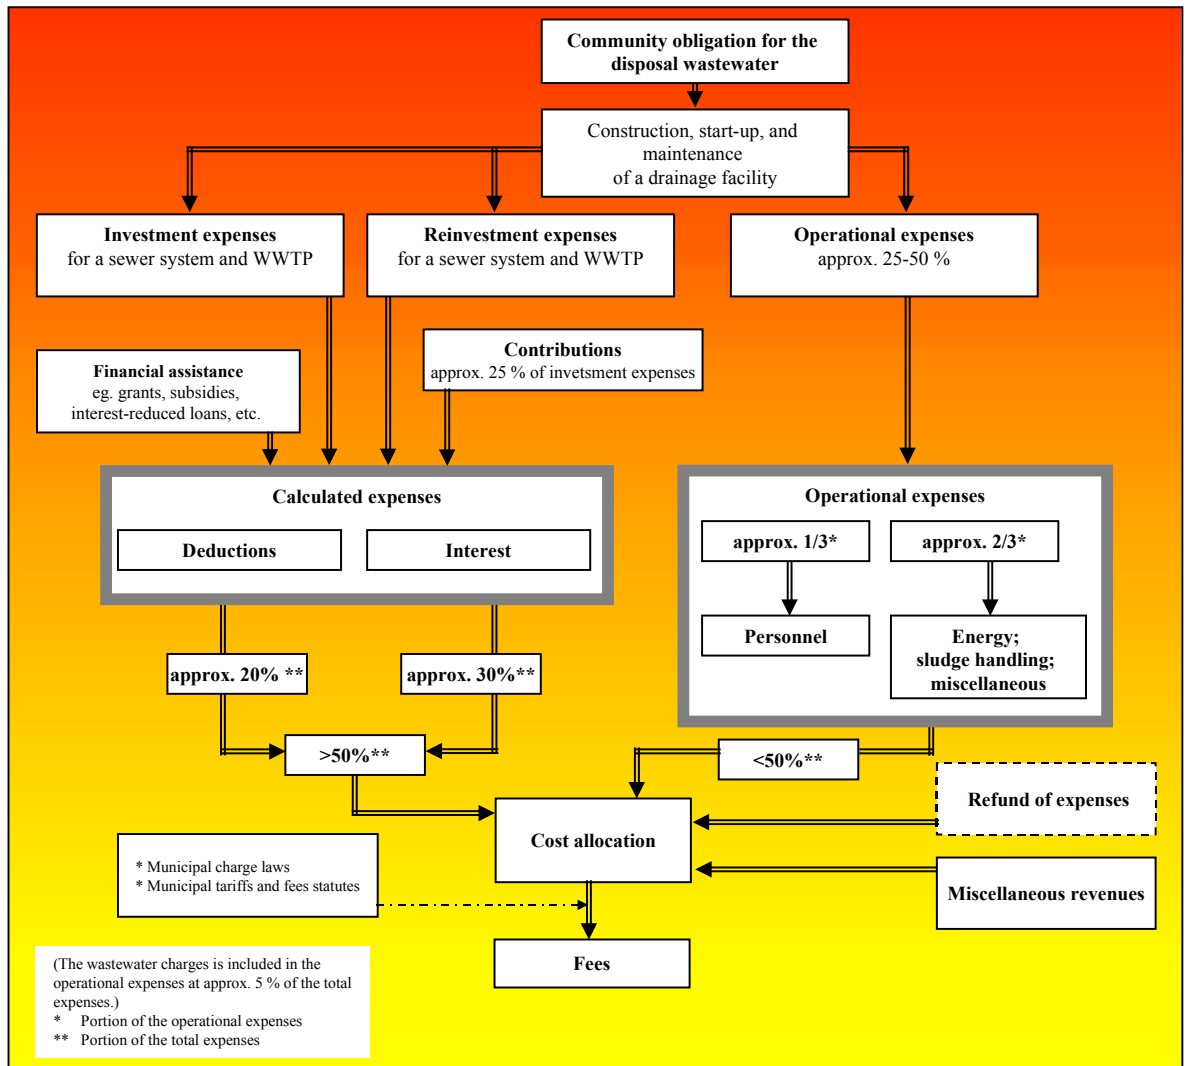 Community obligation for the
disposal wastewater
Construction, start-up, and
maintenance
of a drainage facility
Investment expenses
for a sewer system and WWTP
Reinvestment expenses
for a sewer system and WWTP
Operational expenses
approx. 25-50 %
Financial assistance
eg. grants, subsidies,
interest-reduced loans, etc.
Contributions
approx. 25 % of invetsment expenses
Calculated expenses
Deductions
Interest
Operational expenses
approx. 1/3*
approx. 2/3*
Personnel
Energy;
sludge handling;
miscellaneous
approx. 20% **
approx. 30%**
>50%**
<50%**
Refund of expenses
Cost allocation
* Municipal charge laws
* Municipal tariffs and fees statutes
Miscellaneous revenues
Fees
(The wastewater charges is included in the
operational expenses at approx. 5 % of the total
expenses.)
* Portion of the operational expenses
** Portion of the total expenses